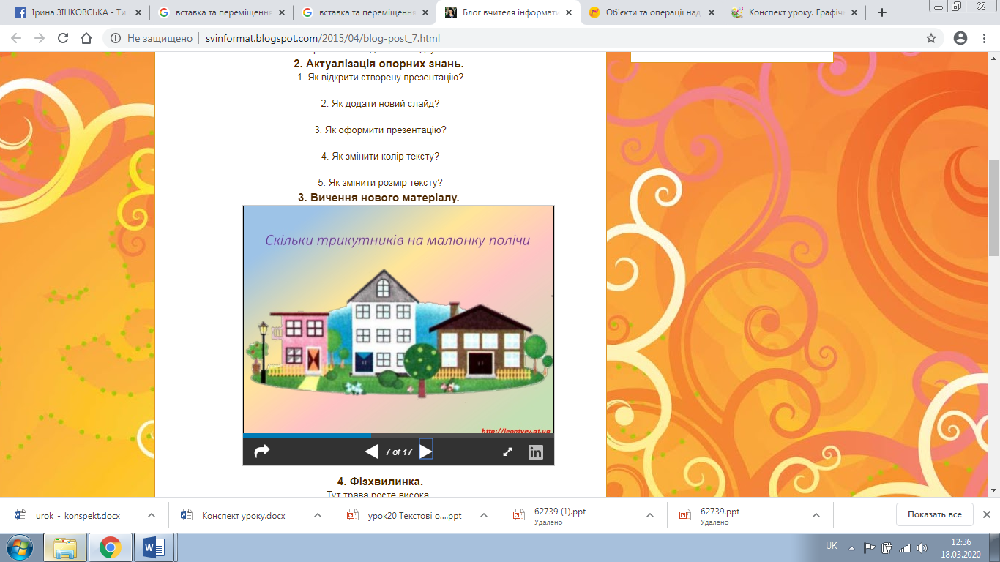 Ірина ЗІНКОВСЬКА - Ти
вставка та переміщення
вставка та переміщення
Блог вчителя інформати
Об'єкти та операції над
Конспект уроку. Графіч
Не защищено
svinformat.blogspot.com/2015/04/blog-post_7.html
2. Актуалізація опорних знань.
1. Як відкрити створену презентацію?
2. Як додати новий слайд?
3. Як оформити презентацію?
4. Як змінити колір тексту?
5. Як змінити розмір тексту?
3. Вичення нового матеріалу.
Скільки трикутників на малюнку полічи
http://leontyev.at.ua
7 of 17
in
4. Фізхвилинка.
Тут трава росте висока
urok_-_konspekt.docx
Конспект уроку.docx
урок20 Текстові о....ppt
62739 (1).ppt
Удалено
62739.ppt
Удалено
Показать все
UK
12:36
18.03.2020